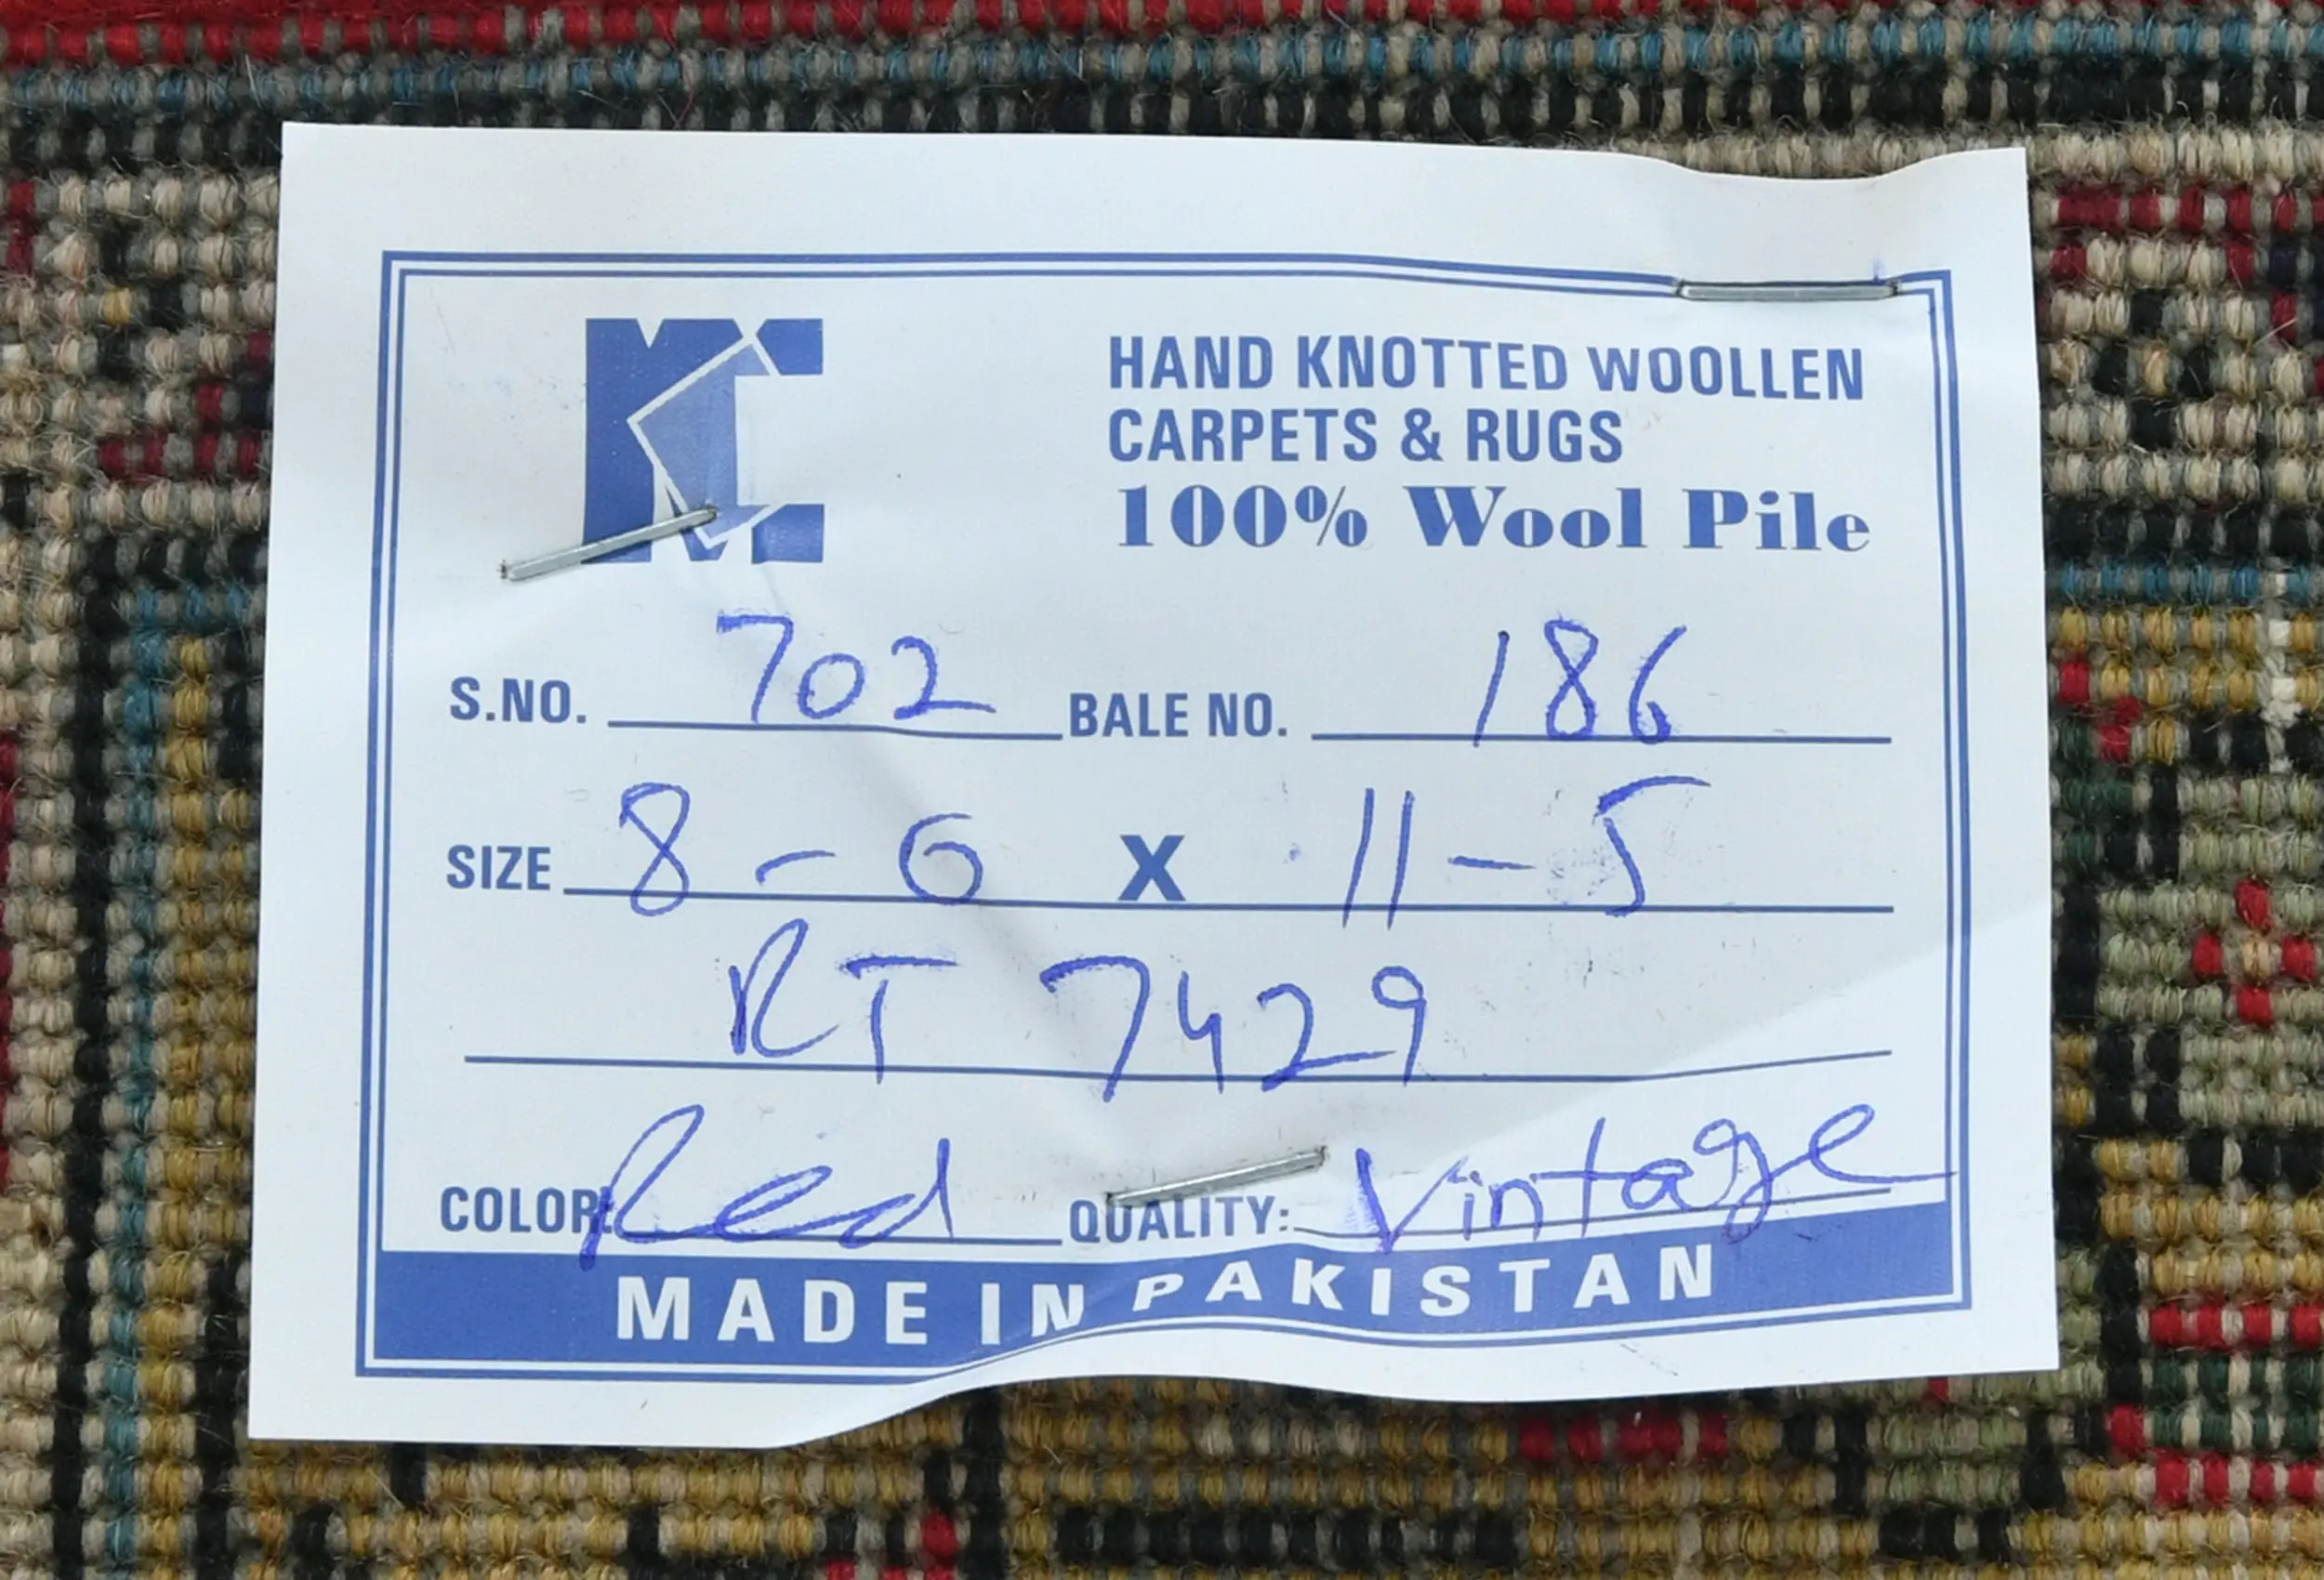 MC
HAND KNOTTED WOOLLEN
CARPETS & RUGS
100% Wool Pile
S.NO. 702 BALE NO. 186
SIZE 8-6 X 11-5
RT 7429
COLOR: Red QUALITY: Vintage
MADE IN PAKISTAN